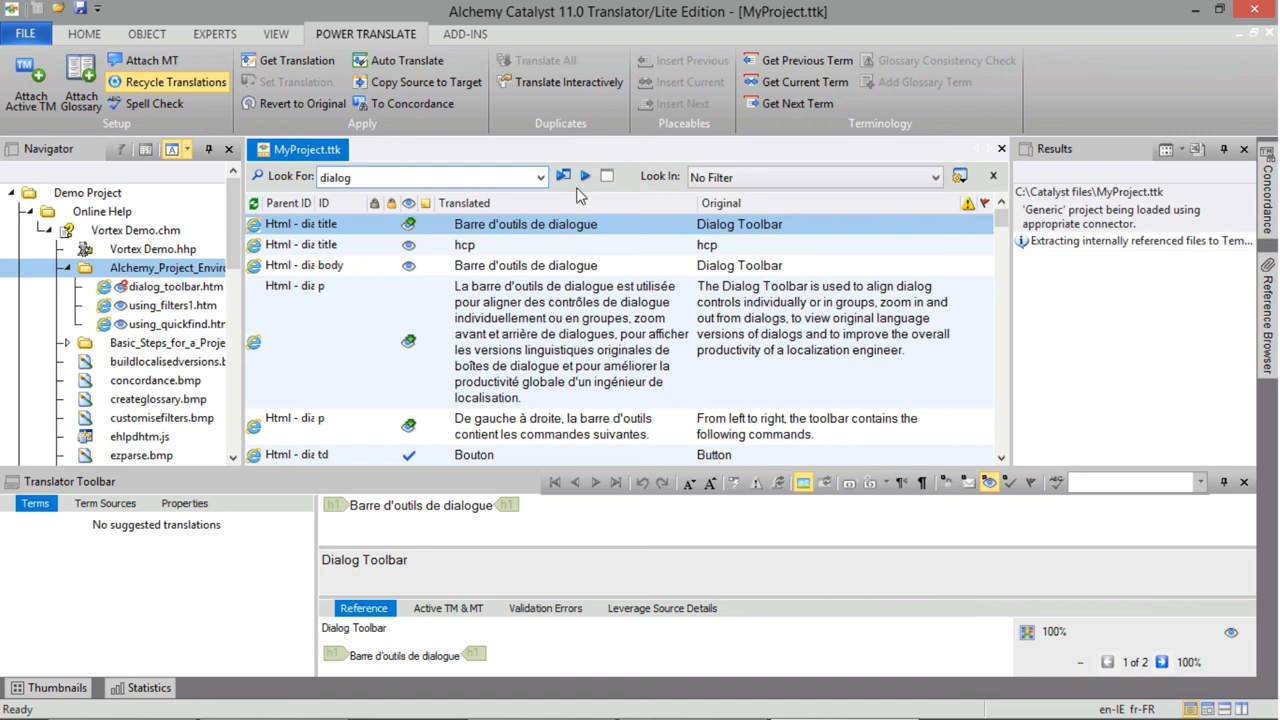 Alchemy Catalyst 11.0 Translator/Lite Edition - [MyProject.ttk]
FILE HOME OBJECT EXPERTS VIEW POWER TRANSLATE ADD-INS
Attach Active TM
Attach Glossary
Attach MT
Recycle Translations
Spell Check
Setup
Get Translation
Set Translation
Revert to Original
Auto Translate
Copy Source to Target
To Concordance
Apply
Translate All
Translate Interactively
Duplicates
Insert Previous
Insert Current
Insert Next
Placeables
Get Previous Term
Get Current Term
Get Next Term
Glossary Consistency Check
Add Glossary Term
Terminology
Navigator
Demo Project
Online Help
Vortex Demo.chm
Vortex Demo.hhp
Alchemy_Project_Enviro
dialog_toolbar.htm
using_filters1.htm
using_quickfind.htr
Basic_Steps_for_a_Proje
buildlocalisedversions.b
concordance.bmp
createglossary.bmp
customisefilters.bmp
ehlpdhtm.js
ezparse.bmp
MyProject.ttk
Look For: dialog
Look In: No Filter
Parent ID ID Translated Original
Html - dia title Barre d'outils de dialogue Dialog Toolbar
Html - dia title hcp hcp
Html - dia body Barre d'outils de dialogue Dialog Toolbar
Html - dia p
La barre d'outils de dialogue est utilisée
pour aligner des contrôles de dialogue
individuellement ou en groupes, zoom
avant et arrière de dialogues, pour afficher
les versions linguistiques originales de
boîtes de dialogue et pour améliorer la
productivité globale d'un ingénieur de
localisation.
The Dialog Toolbar is used to align dialog
controls individually or in groups, zoom in and
out from dialogs, to view original language
versions of dialogs and to improve the overall
productivity of a localization engineer.
Html - dia p
De gauche à droite, la barre d'outils
contient les commandes suivantes.
From left to right, the toolbar contains the
following commands.
Html - dia td Bouton Button
Results
C:\Catalyst files\MyProject.ttk
'Generic' project being loaded using
appropriate connector.
Extracting internally referenced files to Tem...
TM Concordance
Reference Browser
Translator Toolbar
Terms Term Sources Properties
No suggested translations
h1 Barre d'outils de dialogue h1
Dialog Toolbar
Reference Active TM & MT Validation Errors Leverage Source Details
Dialog Toolbar
h1 Barre d'outils de dialogue h1
100%
-- 1 of 2 100%
Thumbnails Statistics
Ready
en-IE fr-FR